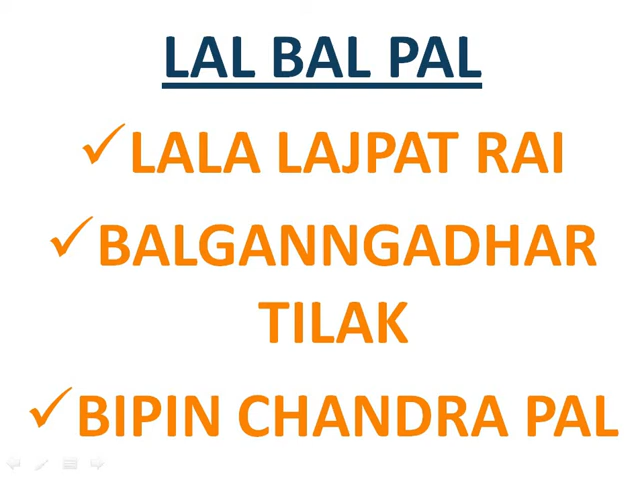 LAL BAL PAL
✓LALA LAJPAT RAI
✓BALGANNGADHAR
TILAK
✓BIPIN CHANDRA PAL